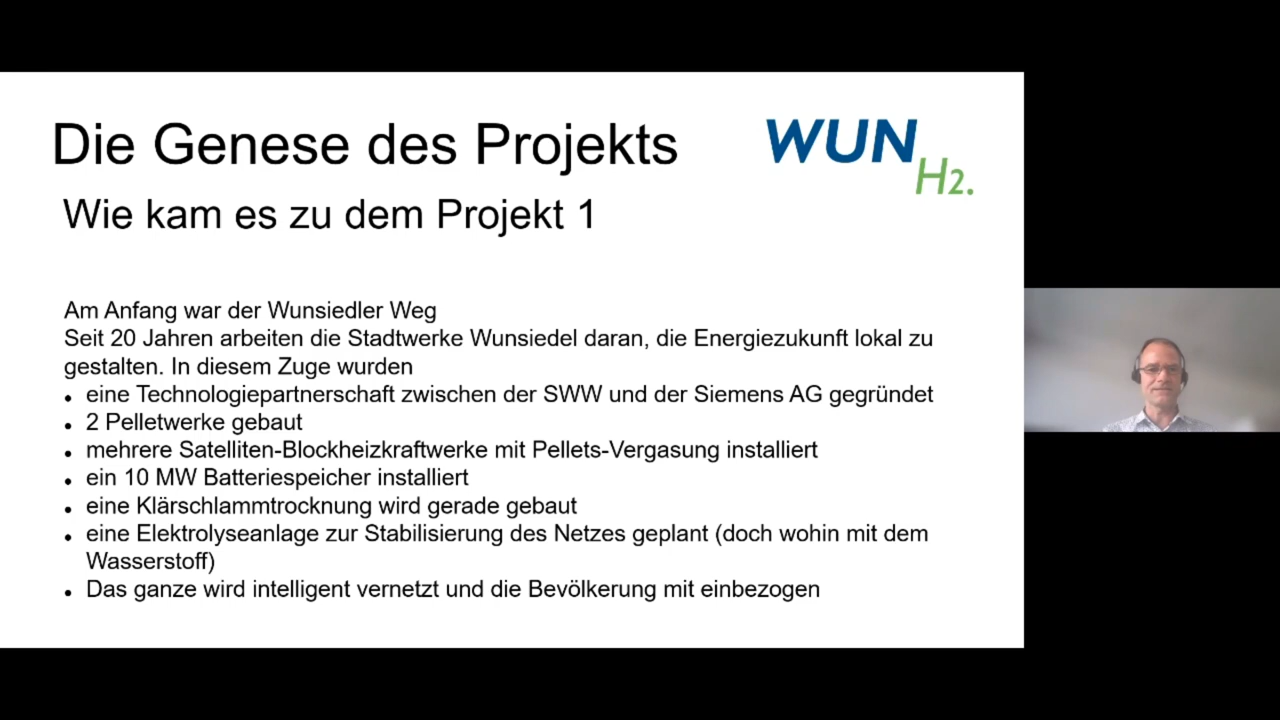 Die Genese des Projekts
WUN
H2.
Wie kam es zu dem Projekt 1
Am Anfang war der Wunsiedler Weg
Seit 20 Jahren arbeiten die Stadtwerke Wunsiedel daran, die Energiezukunft lokal zu
gestalten. In diesem Zuge wurden
• eine Technologiepartnerschaft zwischen der SWW und der Siemens AG gegründet
• 2 Pelletwerke gebaut
• mehrere Satelliten-Blockheizkraftwerke mit Pellets-Vergasung installiert
• ein 10 MW Batteriespeicher installiert
• eine Klärschlammtrocknung wird gerade gebaut
• eine Elektrolyseanlage zur Stabilisierung des Netzes geplant (doch wohin mit dem
Wasserstoff)
• Das ganze wird intelligent vernetzt und die Bevölkerung mit einbezogen